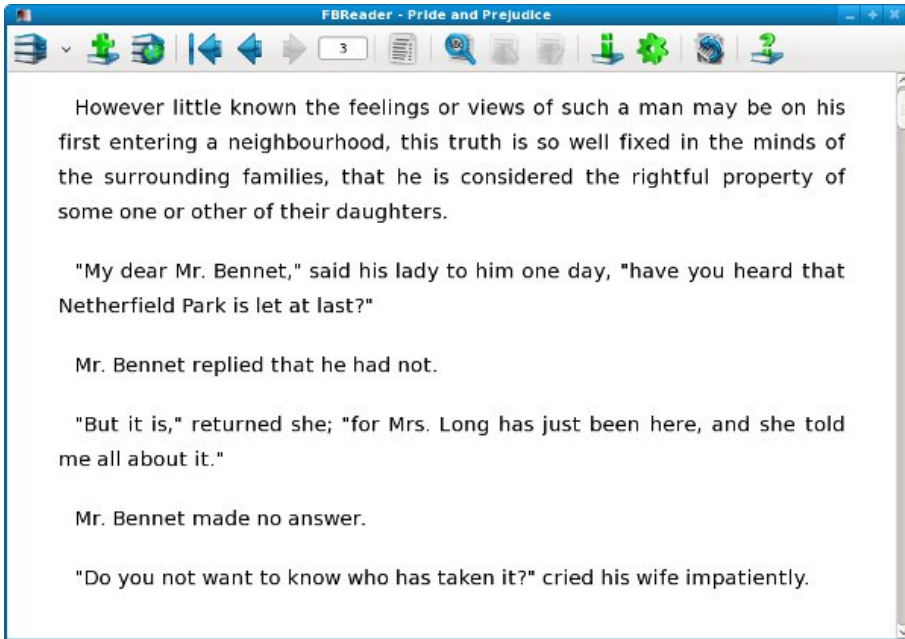 FBReader - Pride and Prejudice
3
However little known the feelings or views of such a man may be on his
first entering a neighbourhood, this truth is so well fixed in the minds of
the surrounding families, that he is considered the rightful property of
some one or other of their daughters.
"My dear Mr. Bennet," said his lady to him one day, "have you heard that
Netherfield Park is let at last?"
Mr. Bennet replied that he had not.
"But it is," returned she; "for Mrs. Long has just been here, and she told
me all about it."
Mr. Bennet made no answer.
"Do you not want to know who has taken it?" cried his wife impatiently.